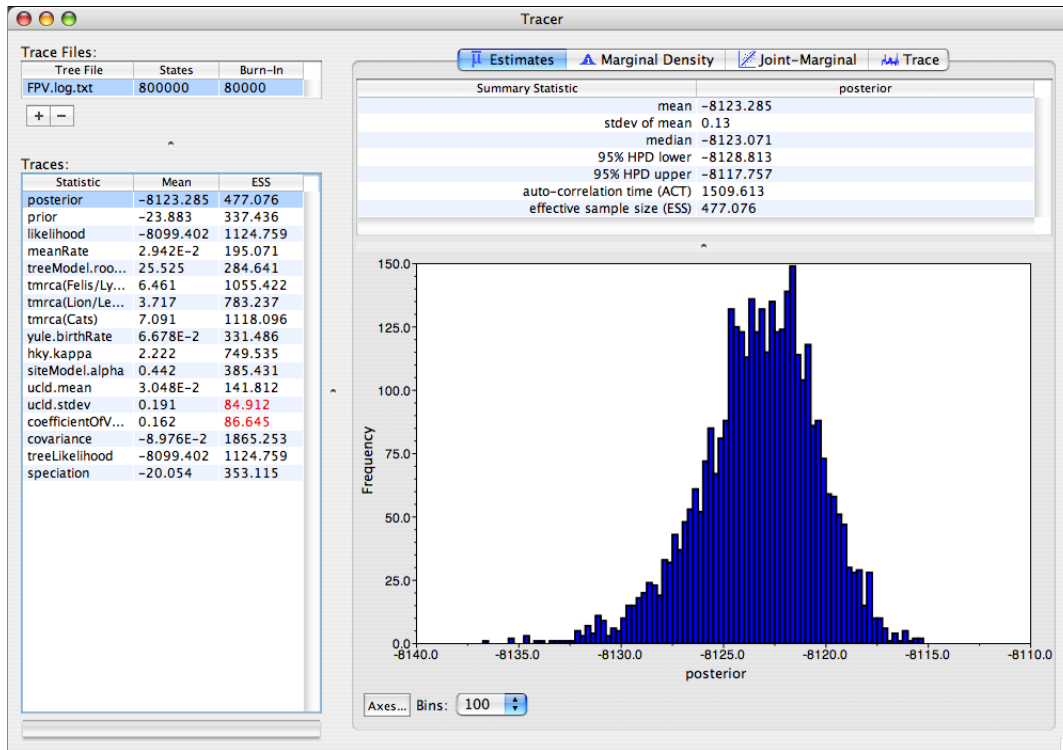 Tracer
Trace Files:
Tree File States Burn-In
FPV.log.txt 800000 80000
+ −
Traces:
Statistic Mean ESS
posterior -8123.285 477.076
prior -23.883 337.436
likelihood -8099.402 1124.759
meanRate 2.942E-2 195.071
treeModel.roo... 25.525 284.641
tmrca(Felis/Ly... 6.461 1055.422
tmrca(Lion/Le... 3.717 783.237
tmrca(Cats) 7.091 1118.096
yule.birthRate 6.678E-2 331.486
hky.kappa 2.222 749.535
siteModel.alpha 0.442 385.431
ucld.mean 3.048E-2 141.812
ucld.stdev 0.191 84.912
coefficientOfV... 0.162 86.645
covariance -8.976E-2 1865.253
treeLikelihood -8099.402 1124.759
speciation -20.054 353.115
μ Estimates Marginal Density Joint-Marginal Trace
Summary Statistic posterior
mean -8123.285
stdev of mean 0.13
median -8123.071
95% HPD lower -8128.813
95% HPD upper -8117.757
auto-correlation time (ACT) 1509.613
effective sample size (ESS) 477.076
150.0
125.0
100.0
75.0
50.0
25.0
0.0
Frequency
-8140.0 -8135.0 -8130.0 -8125.0 -8120.0 -8115.0 -8110.0
posterior
Axes... Bins: 100